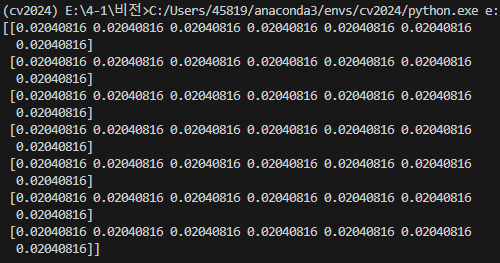 (cv2024) E:\4-1\비전>C:/Users/45819/anaconda3/envs/cv2024/python.exe e:
[[0.02040816 0.02040816 0.02040816 0.02040816 0.02040816 0.02040816
0.02040816]
[0.02040816 0.02040816 0.02040816 0.02040816 0.02040816 0.02040816
0.02040816]
[0.02040816 0.02040816 0.02040816 0.02040816 0.02040816 0.02040816
0.02040816]
[0.02040816 0.02040816 0.02040816 0.02040816 0.02040816 0.02040816
0.02040816]
[0.02040816 0.02040816 0.02040816 0.02040816 0.02040816 0.02040816
0.02040816]
[0.02040816 0.02040816 0.02040816 0.02040816 0.02040816 0.02040816
0.02040816]
[0.02040816 0.02040816 0.02040816 0.02040816 0.02040816 0.02040816
0.02040816]]